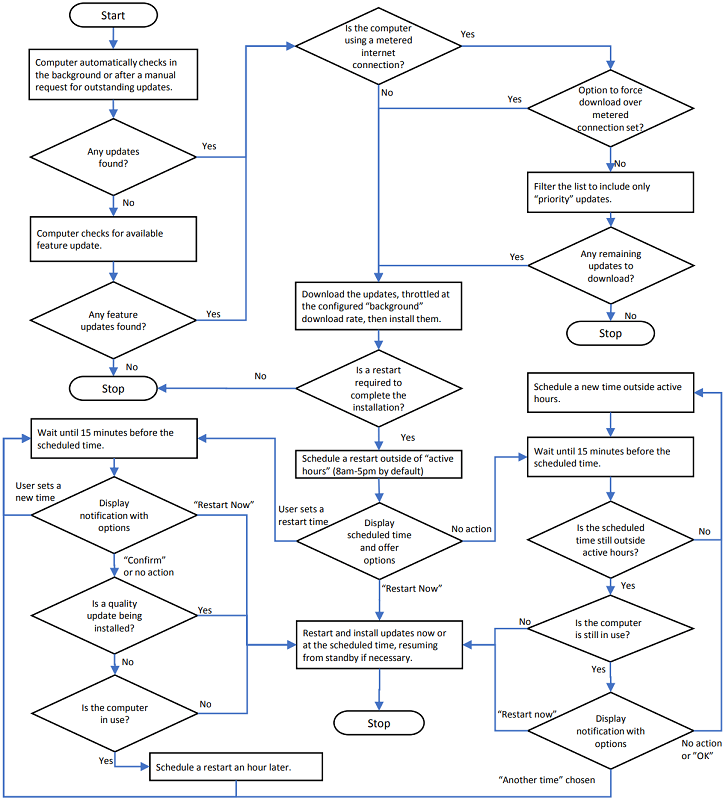 Start
Computer automatically checks in
the background or after a manual
request for outstanding updates.
Any updates
found?
Yes
No
Computer checks for available
feature update.
Any feature
updates found?
Yes
No
Stop
Is the computer
using a metered
internet
connection?
Yes
No
Option to force
download over
metered
connection set?
Yes
No
Filter the list to include only
“priority” updates.
Any remaining
updates to
download?
Yes
No
Stop
Download the updates, throttled at
the configured “background”
download rate, then install them.
Is a restart
required to
complete the
installation?
No
Yes
Schedule a restart outside of “active
hours” (8am-5pm by default)
Display
scheduled time
and offer
options
User sets a
restart time
No action
“Restart Now”
Wait until 15 minutes before the
scheduled time.
User sets a
new time
Display
notification with
options
“Restart Now”
“Confirm”
or no action
Is a quality
update being
installed?
Yes
No
Is the computer
in use?
No
Yes
Schedule a restart an hour later.
Restart and install updates now or
at the scheduled time, resuming
from standby if necessary.
Stop
Schedule a new time outside active
hours.
Wait until 15 minutes before the
scheduled time.
Is the scheduled
time still outside
active hours?
No
Yes
Is the computer
is still in use?
No
Yes
Display
notification with
options
“Restart now”
No action
or “OK”
“Another time” chosen